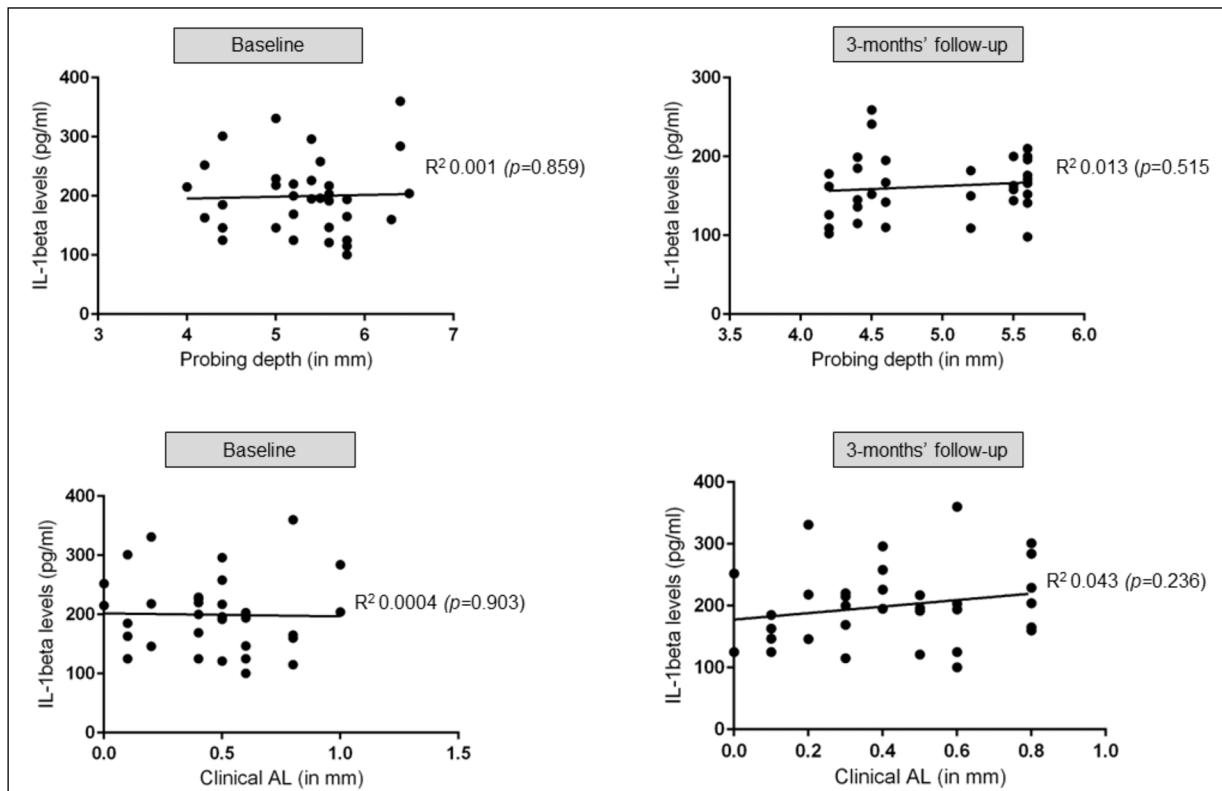 Baseline
400
300
200
100
0
IL-1beta levels (pg/ml)
R² 0.001 (p=0.859)
3 4 5 6 7
Probing depth (in mm)
3-months' follow-up
300
200
100
0
IL-1beta levels (pg/ml)
R² 0.013 (p=0.515
3.5 4.0 4.5 5.0 5.5 6.0
Probing depth (in mm)
Baseline
400
300
200
100
0
IL-1beta levels (pg/ml)
R² 0.0004 (p=0.903)
0.0 0.5 1.0 1.5
Clinical AL (in mm)
3-months' follow-up
400
300
200
100
0
IL-1beta levels (pg/ml)
R² 0.043 (p=0.236)
0.0 0.2 0.4 0.6 0.8 1.0
Clinical AL (in mm)